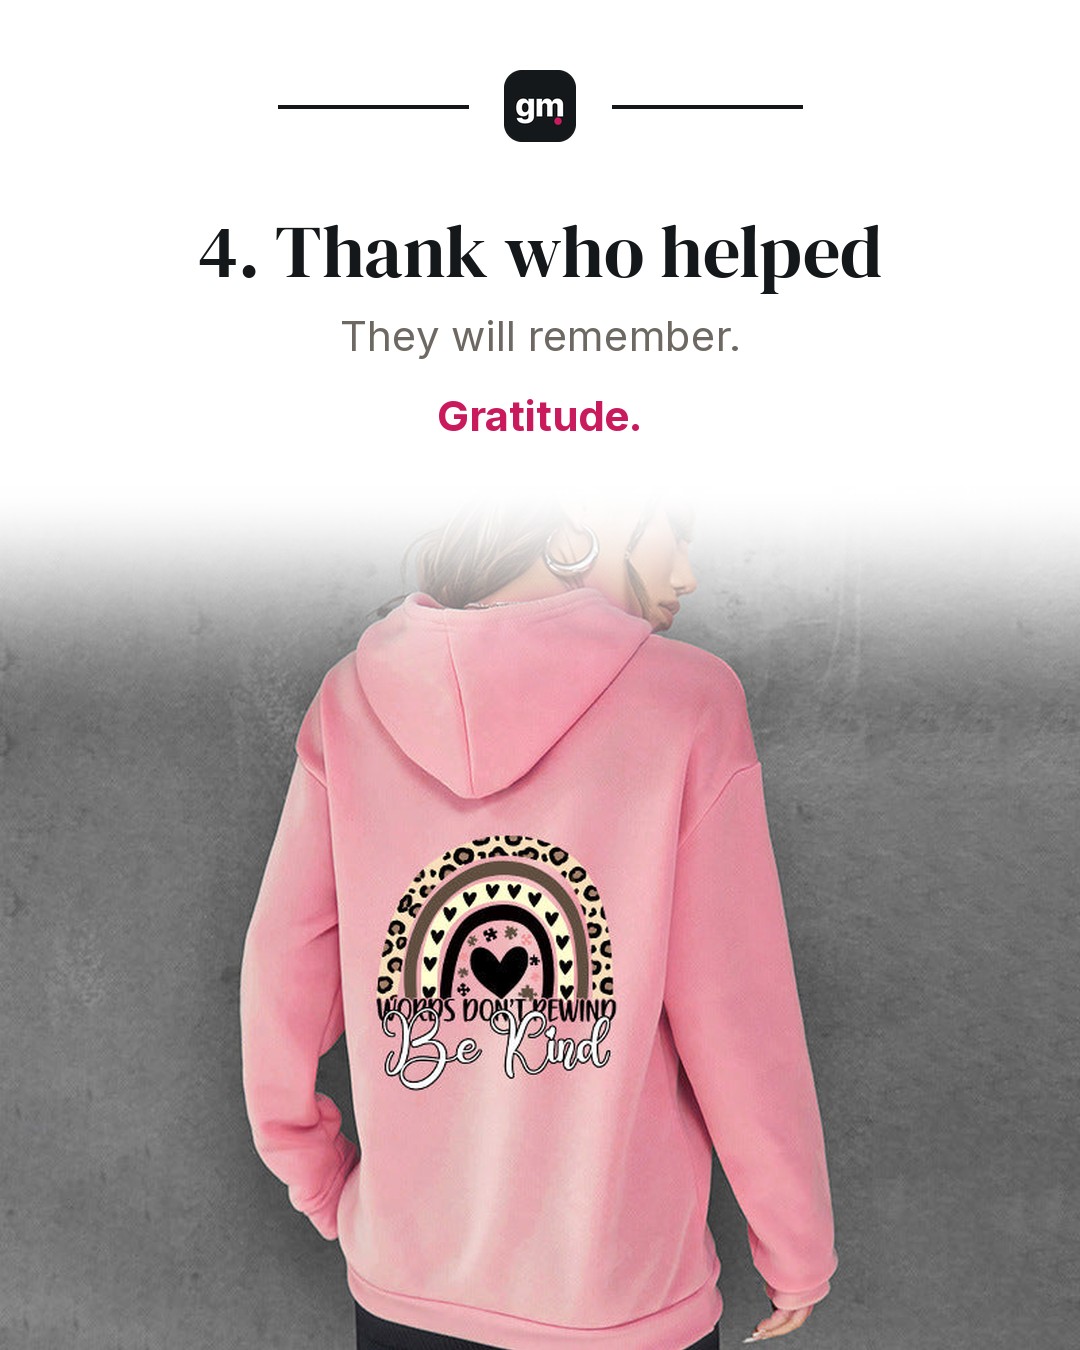 gm.
4. Thank who helped
They will remember.
Gratitude.
WORDS DON'T REWIND
Be Kind